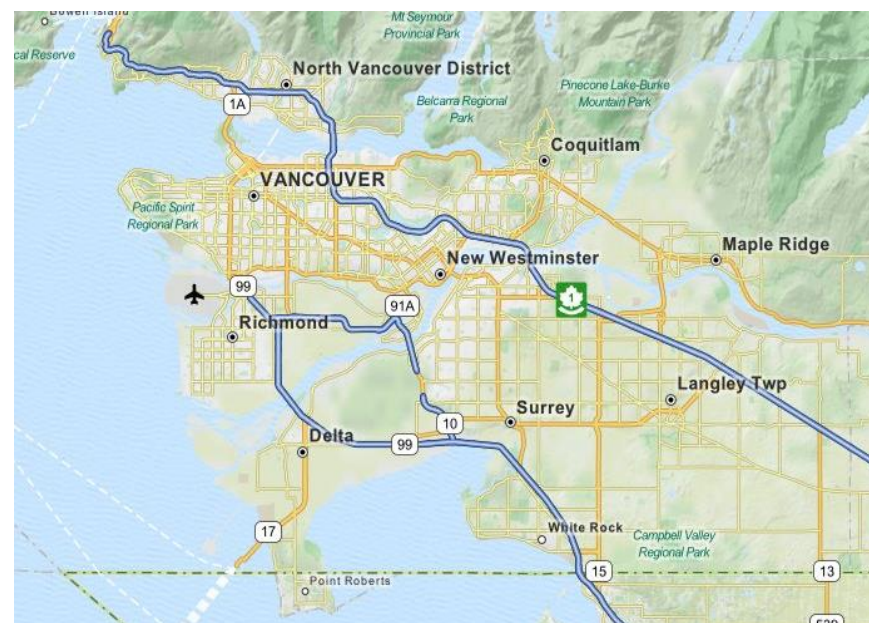 Bowen Island
Mt Seymour
Provincial Park
cal Reserve
North Vancouver District
1A
Belcarra Regional
Park
Pinecone Lake-Burke
Mountain Park
Coquitlam
VANCOUVER
Pacific Spirit
Regional Park
Maple Ridge
New Westminster
99
91A
1
Richmond
Langley Twp
Surrey
10
Delta
99
17
White Rock
Campbell Valley
Regional Park
15
13
Point Roberts
539